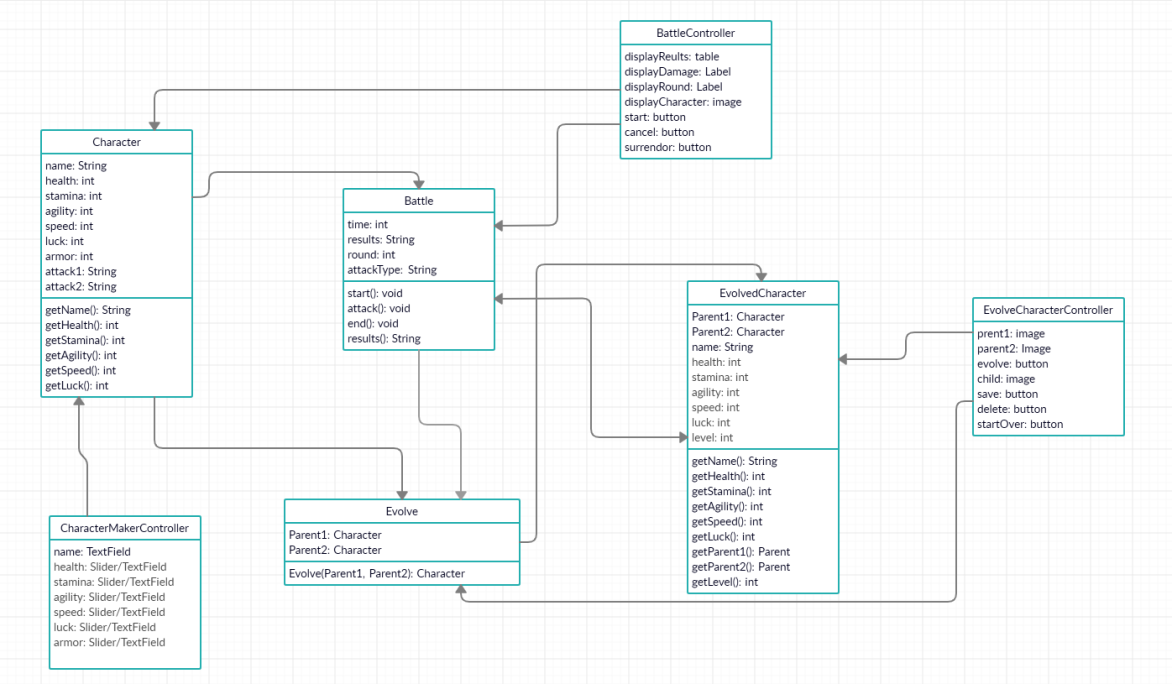 BattleController
displayReults: table
displayDamage: Label
displayRound: Label
displayCharacter: image
start: button
cancel: button
surrendor: button
Character
name: String
health: int
stamina: int
agility: int
speed: int
luck: int
armor: int
attack1: String
attack2: String
getName(): String
getHealth(): int
getStamina(): int
getAgility(): int
getSpeed(): int
getLuck(): int
Battle
time: int
results: String
round: int
attackType: String
start(): void
attack(): void
end(): void
results(): String
EvolvedCharacter
Parent1: Character
Parent2: Character
name: String
health: int
stamina: int
agility: int
speed: int
luck: int
level: int
getName(): String
getHealth(): int
getStamina(): int
getAgility(): int
getSpeed(): int
getLuck(): int
getParent1(): Parent
getParent2(): Parent
getLevel(): int
EvolveCharacterController
prent1: image
parent2: Image
evolve: button
child: image
save: button
delete: button
startOver: button
Evolve
Parent1: Character
Parent2: Character
Evolve(Parent1, Parent2): Character
CharacterMakerController
name: TextField
health: Slider/TextField
stamina: Slider/TextField
agility: Slider/TextField
speed: Slider/TextField
luck: Slider/TextField
armor: Slider/TextField